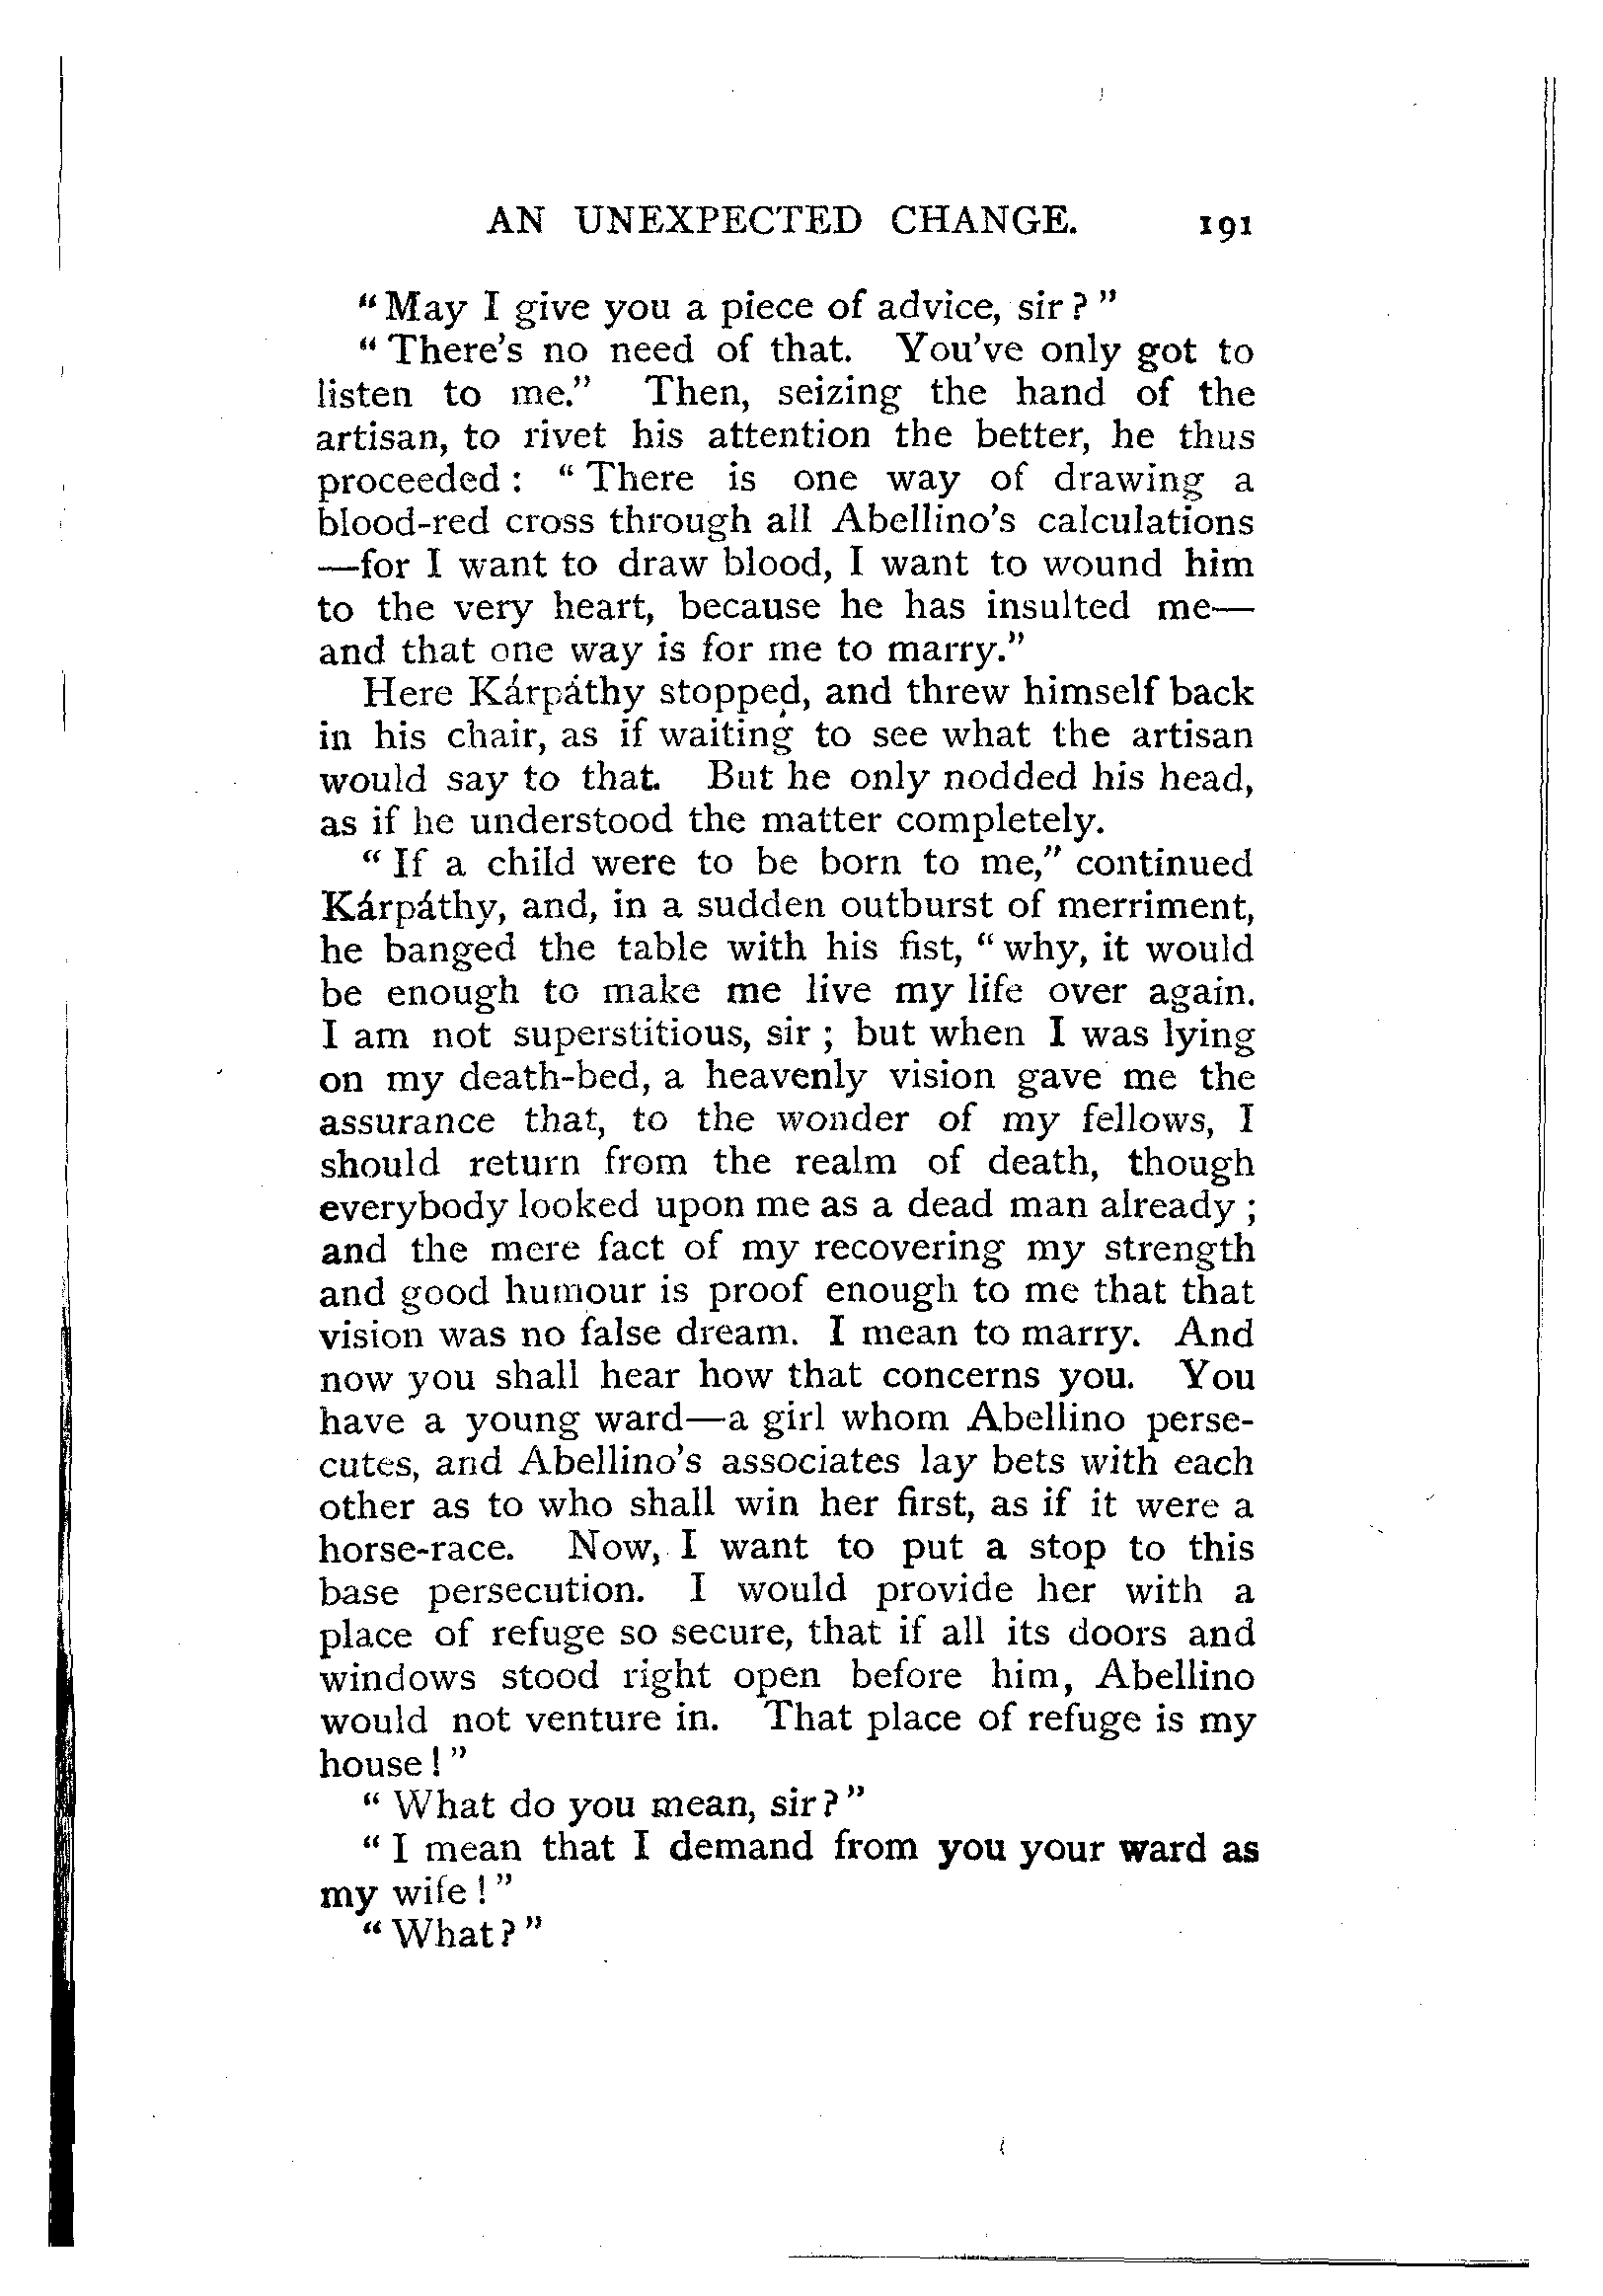 AN UNEXPECTED CHANGE. 191
"May I give you a piece of advice, sir?"
"There's no need of that. You've only got to
listen to me." Then, seizing the hand of the
artisan, to rivet his attention the better, he thus
proceeded: "There is one way of drawing a
blood-red cross through all Abellino's calculations
—for I want to draw blood, I want to wound him
to the very heart, because he has insulted me—
and that one way is for me to marry."
Here Kárpáthy stopped, and threw himself back
in his chair, as if waiting to see what the artisan
would say to that. But he only nodded his head,
as if he understood the matter completely.
"If a child were to be born to me," continued
Kárpáthy, and, in a sudden outburst of merriment,
he banged the table with his fist, "why, it would
be enough to make me live my life over again.
I am not superstitious, sir; but when I was lying
on my death-bed, a heavenly vision gave me the
assurance that, to the wonder of my fellows, I
should return from the realm of death, though
everybody looked upon me as a dead man already;
and the mere fact of my recovering my strength
and good humour is proof enough to me that that
vision was no false dream. I mean to marry. And
now you shall hear how that concerns you. You
have a young ward—a girl whom Abellino perse-
cutes, and Abellino's associates lay bets with each
other as to who shall win her first, as if it were a
horse-race. Now, I want to put a stop to this
base persecution. I would provide her with a
place of refuge so secure, that if all its doors and
windows stood right open before him, Abellino
would not venture in. That place of refuge is my
house!"
"What do you mean, sir?"
"I mean that I demand from you your ward as
my wife!"
"What?"